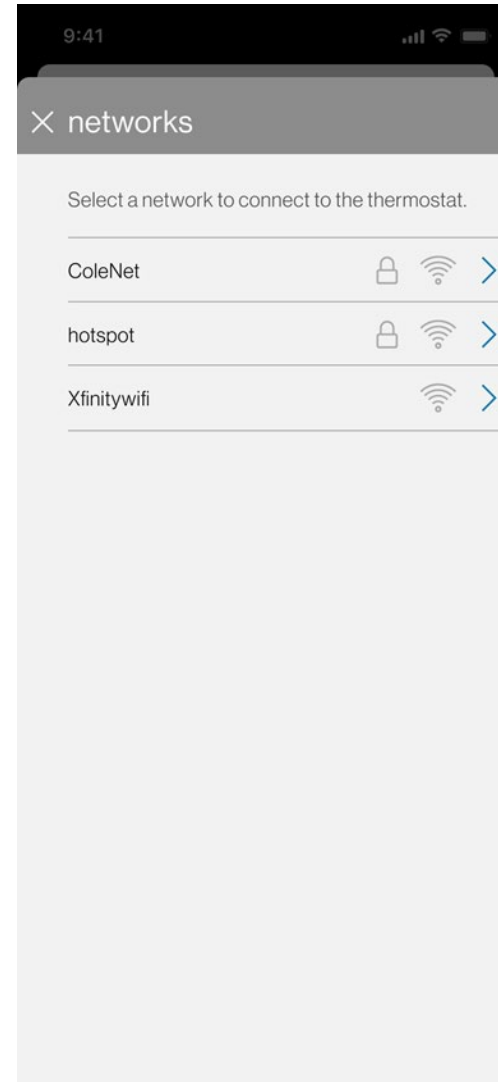 9:41
networks
Select a network to connect to the thermostat.
ColeNet
hotspot
Xfinitywifi